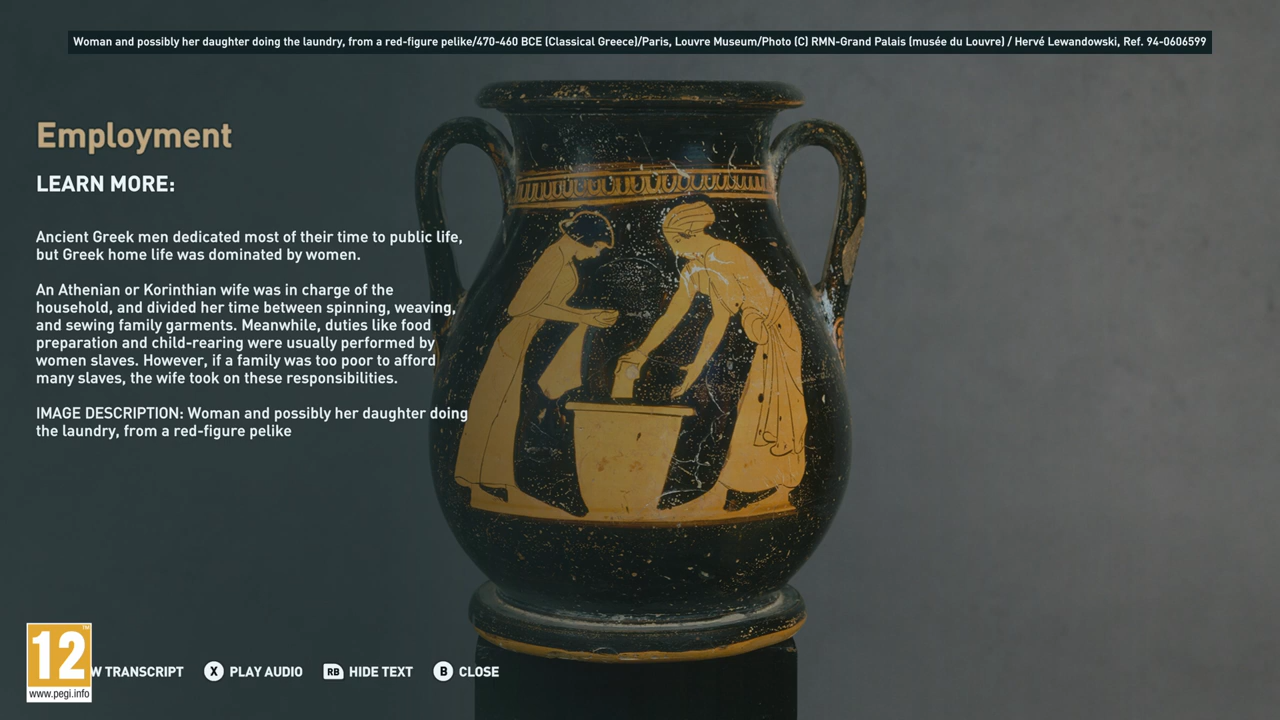 Woman and possibly her daughter doing the laundry, from a red-figure pelike/470-460 BCE (Classical Greece)/Paris, Louvre Museum/Photo (C) RMN-Grand Palais (musée du Louvre) / Hervé Lewandowski, Ref. 94-0606599
Employment
LEARN MORE:
Ancient Greek men dedicated most of their time to public life,
but Greek home life was dominated by women.
An Athenian or Korinthian wife was in charge of the
household, and divided her time between spinning, weaving,
and sewing family garments. Meanwhile, duties like food
preparation and child-rearing were usually performed by
women slaves. However, if a family was too poor to afford
many slaves, the wife took on these responsibilities.
IMAGE DESCRIPTION: Woman and possibly her daughter doing
the laundry, from a red-figure pelike
12 ™
www.pegi.info
W TRANSCRIPT X PLAY AUDIO RB HIDE TEXT B CLOSE